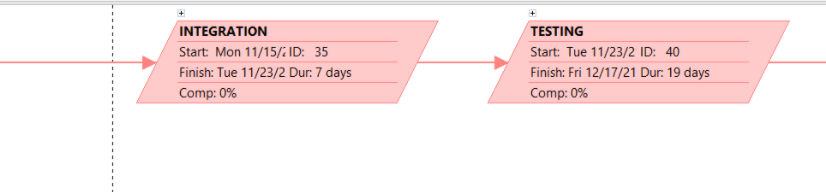 INTEGRATION
Start: Mon 11/15/2 ID: 35
Finish: Tue 11/23/2 Dur: 7 days
Comp: 0%
TESTING
Start: Tue 11/23/2 ID: 40
Finish: Fri 12/17/21 Dur: 19 days
Comp: 0%